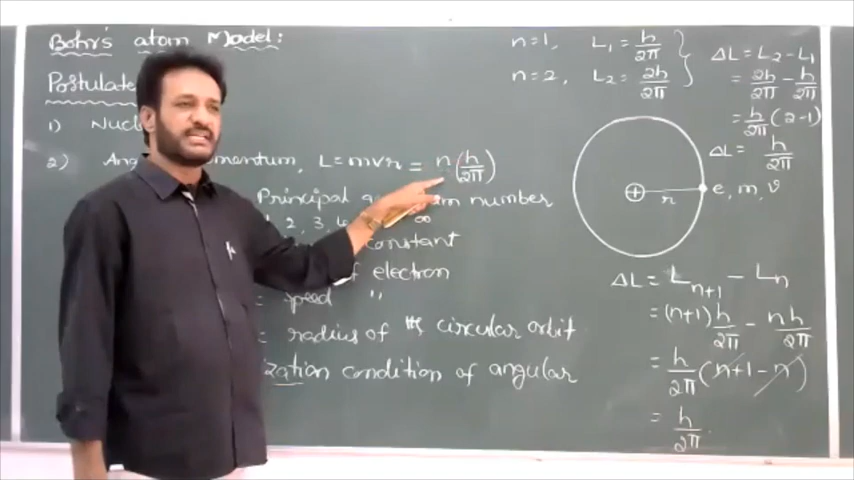 Bohr's atom Model:
Postulate
1) Nucl
2) Ang mentum, L = mvr = n(h/2π)
Principal m number
1, 2, 3, 4 ∞
constant
of electron
= speed "
= radius of circular orbit
ization condition of angular
n=1, L₁ = h/2π
n=2, L₂ = 2h/2π
ΔL = L₂ - L₁
= 2h/2π - h/2π
= h/2π (2-1)
ΔL = h/2π
+ r e, m, v
ΔL = Lₙ₊₁ - Lₙ
= (n+1) h/2π - nh/2π
= h/2π (n+1-n)
= h/2π